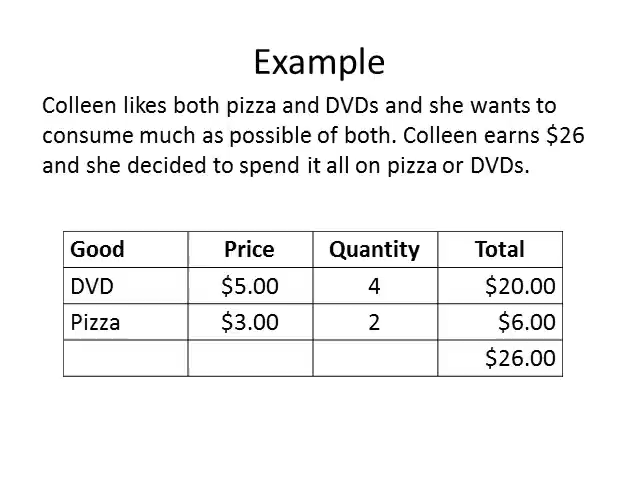 Example
Colleen likes both pizza and DVDs and she wants to
consume much as possible of both. Colleen earns $26
and she decided to spend it all on pizza or DVDs.
Good Price Quantity Total
DVD $5.00 4 $20.00
Pizza $3.00 2 $6.00
$26.00